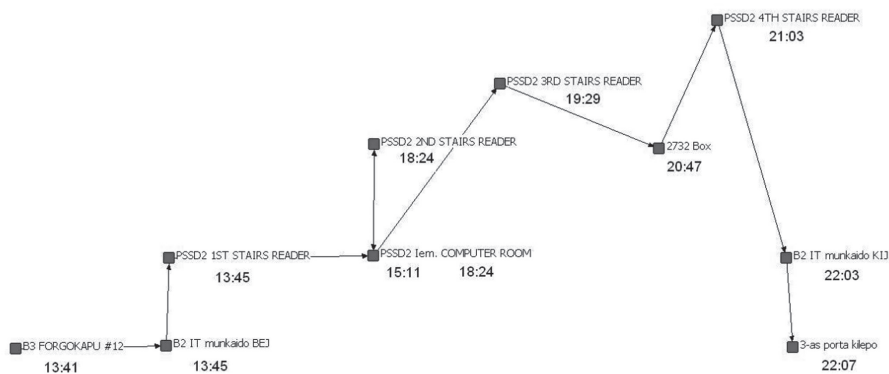 PSSD2 4TH STAIRS READER
21:03
PSSD2 3RD STAIRS READER
19:29
PSSD2 2ND STAIRS READER
18:24
2732 Box
20:47
PSSD2 1ST STAIRS READER
13:45
PSSD2 Iem. COMPUTER ROOM
15:11 18:24
B2 IT munkaido KIJ
22:03
B3 FORGOKAPU #12
13:41
B2 IT munkaido BEJ
13:45
3-as porta kilepo
22:07